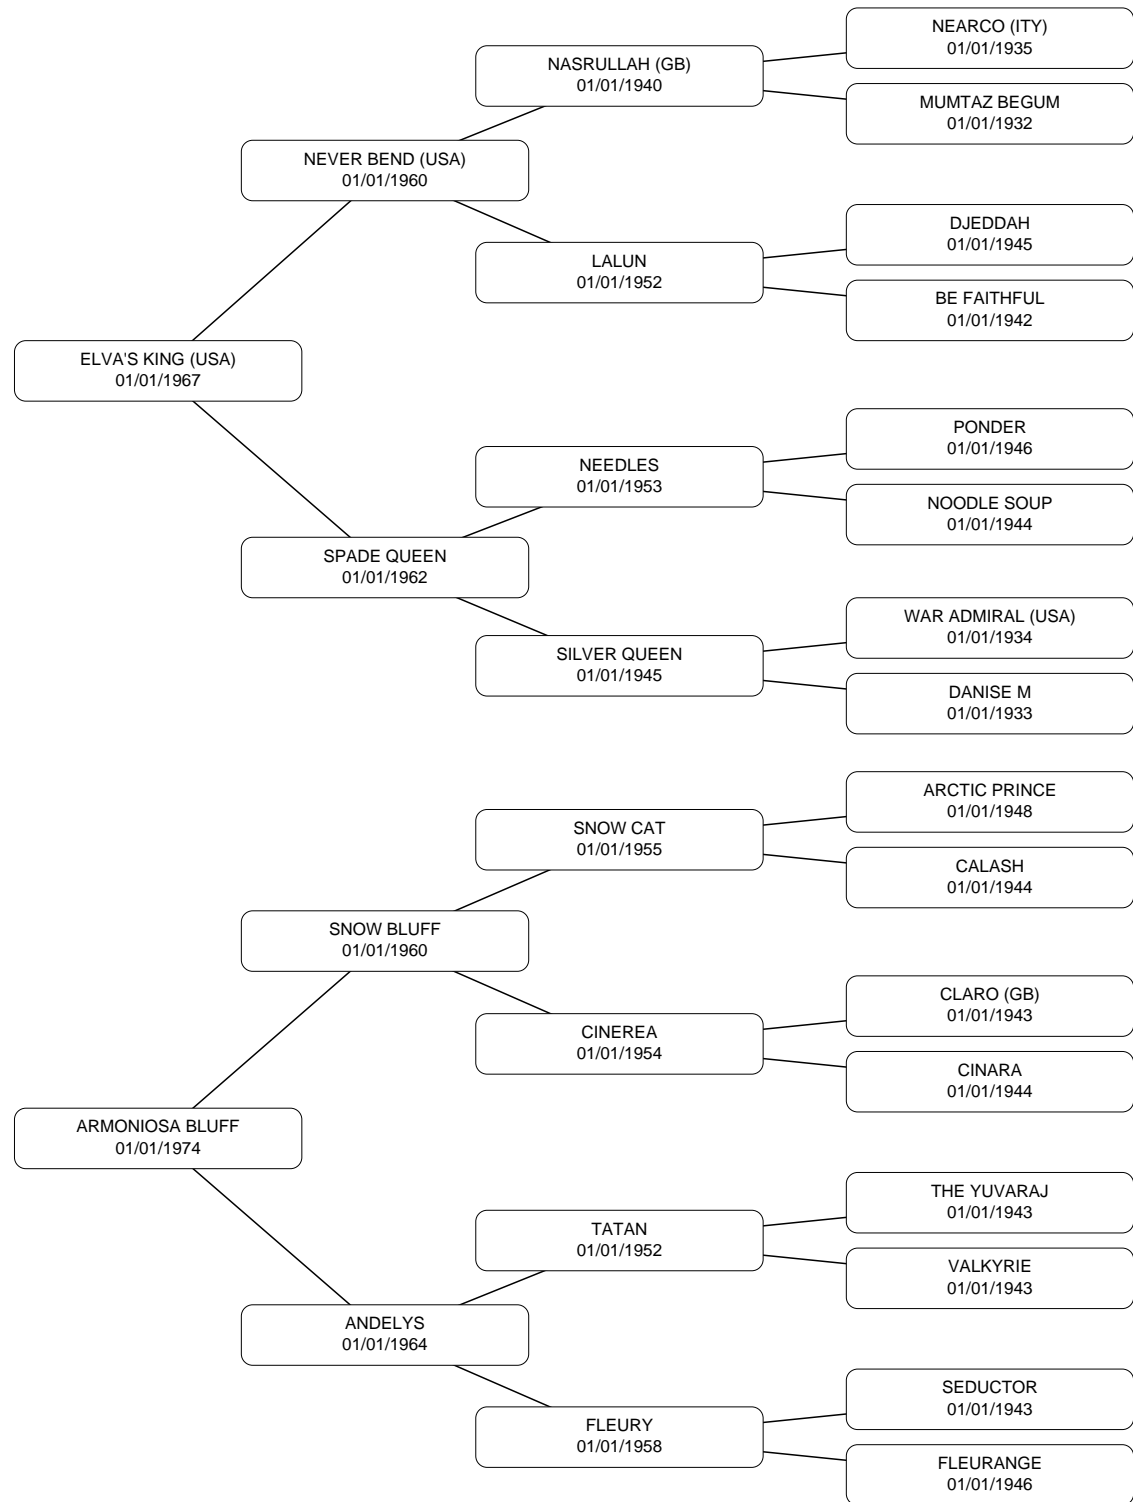 NEARCO (ITY)
01/01/1935
NASRULLAH (GB)
01/01/1940
MUMTAZ BEGUM
01/01/1932
NEVER BEND (USA)
01/01/1960
DJEDDAH
01/01/1945
LALUN
01/01/1952
BE FAITHFUL
01/01/1942
ELVA'S KING (USA)
01/01/1967
PONDER
01/01/1946
NEEDLES
01/01/1953
NOODLE SOUP
01/01/1944
SPADE QUEEN
01/01/1962
WAR ADMIRAL (USA)
01/01/1934
SILVER QUEEN
01/01/1945
DANISE M
01/01/1933
ARCTIC PRINCE
01/01/1948
SNOW CAT
01/01/1955
CALASH
01/01/1944
SNOW BLUFF
01/01/1960
CLARO (GB)
01/01/1943
CINEREA
01/01/1954
CINARA
01/01/1944
ARMONIOSA BLUFF
01/01/1974
THE YUVARAJ
01/01/1943
TATAN
01/01/1952
VALKYRIE
01/01/1943
ANDELYS
01/01/1964
SEDUCTOR
01/01/1943
FLEURY
01/01/1958
FLEURANGE
01/01/1946